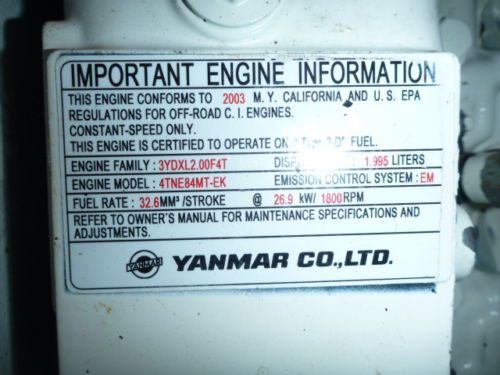 IMPORTANT ENGINE INFORMATION
THIS ENGINE CONFORMS TO 2003 M.Y. CALIFORNIA AND U.S. EPA
REGULATIONS FOR OFF-ROAD C.I. ENGINES.
CONSTANT-SPEED ONLY.
THIS ENGINE IS CERTIFIED TO OPERATE ON "Type 2-D" FUEL.
ENGINE FAMILY : 3YDXL2.00F4T 1.995 LITERS
ENGINE MODEL : 4TNE84MT-EK EMISSION CONTROL SYSTEM : EM
FUEL RATE : 32.6MM³/STROKE @ 26.9 kW/ 1800RPM
REFER TO OWNER'S MANUAL FOR MAINTENANCE SPECIFICATIONS AND
ADJUSTMENTS.
YANMAR YANMAR CO.,LTD.